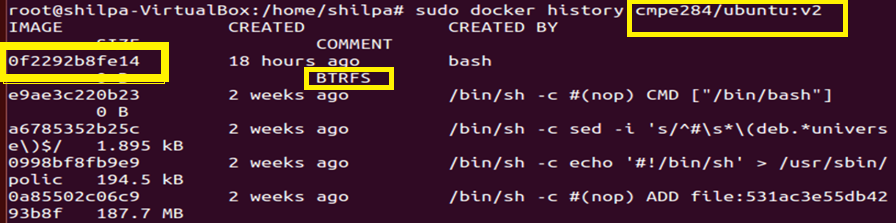 root@shilpa-VirtualBox:/home/shilpa# sudo docker history cmpe284/ubuntu:v2
IMAGE CREATED CREATED BY
SIZE COMMENT
0f2292b8fe14 18 hours ago bash
0 B BTRFS
e9ae3c220b23 2 weeks ago /bin/sh -c #(nop) CMD ["/bin/bash"]
0 B
a6785352b25c 2 weeks ago /bin/sh -c sed -i 's/^#\s*\(deb.*univers
e\)$/ 1.895 kB
0998bf8fb9e9 2 weeks ago /bin/sh -c echo '#!/bin/sh' > /usr/sbin/
polic 194.5 kB
0a85502c06c9 2 weeks ago /bin/sh -c #(nop) ADD file:531ac3e55db42
93b8f 187.7 MB